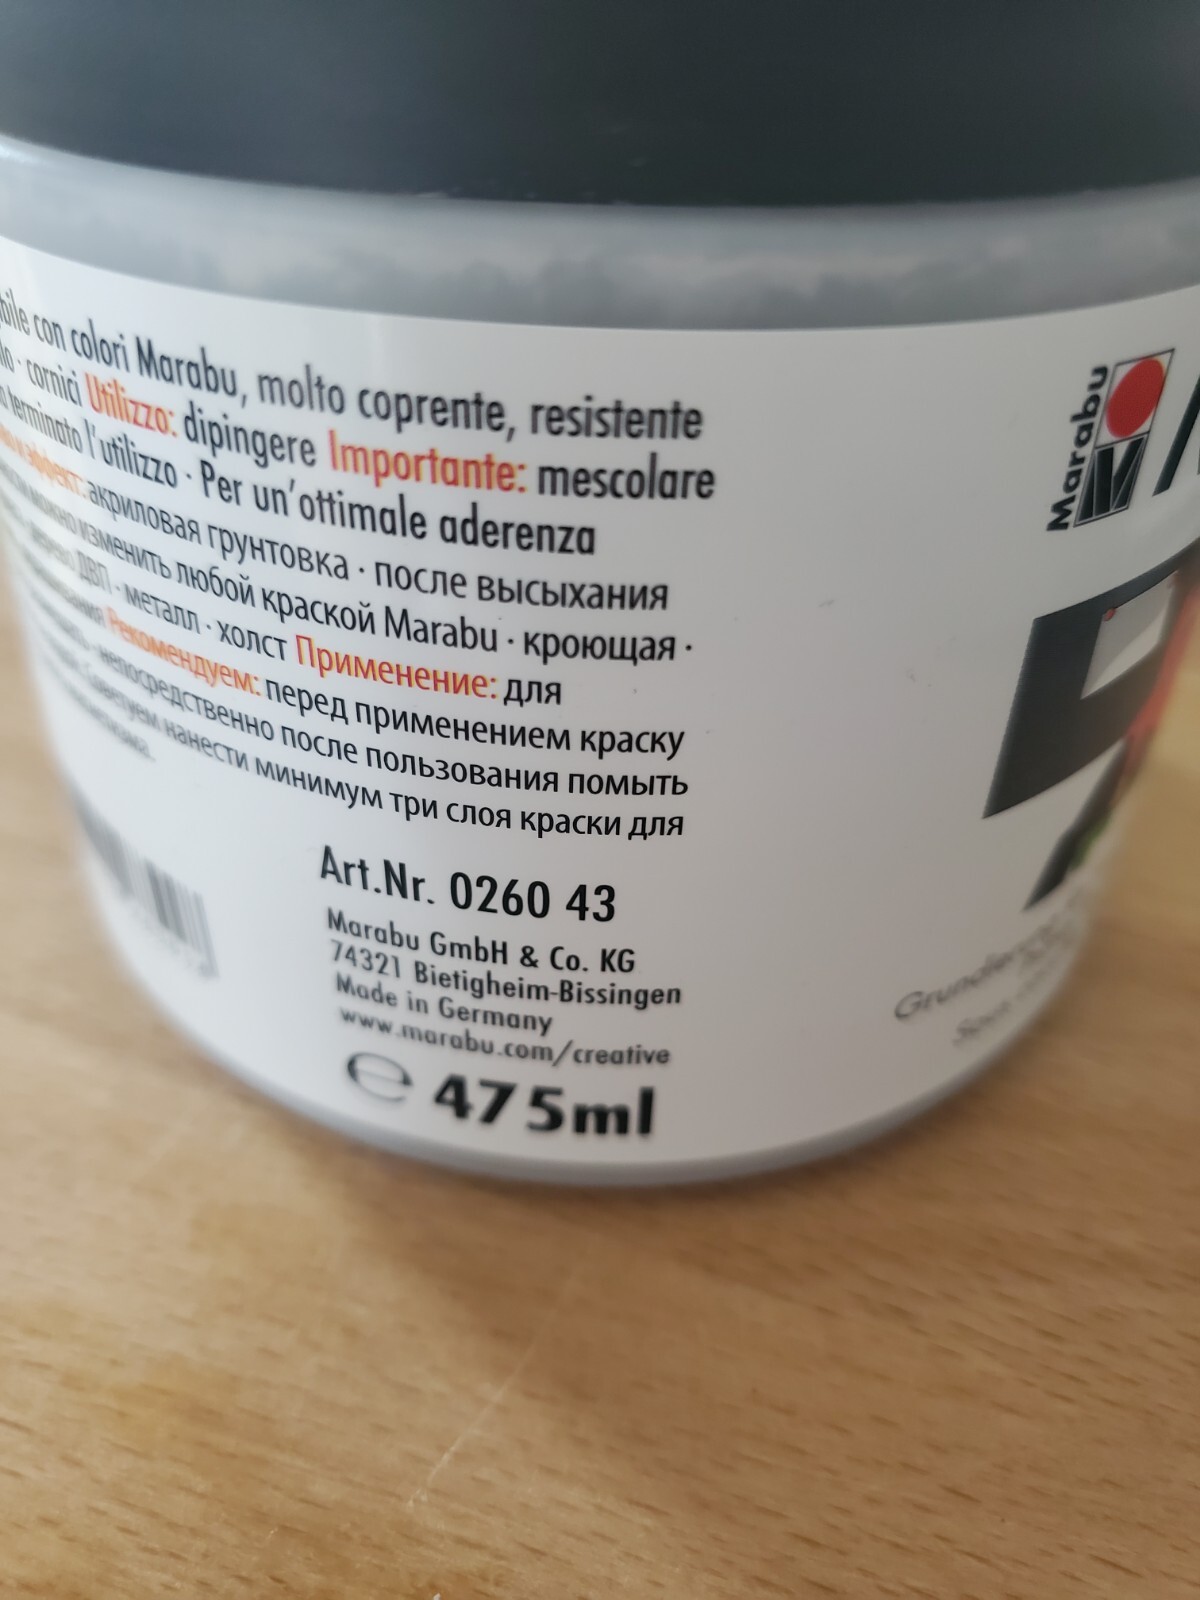 con colori Marabu, molto coprente, resistente
cornici Utilizzo: dipingere Importante: mescolare
terminato l'utilizzo · Per un'ottimale aderenza
эффект: акриловая грунтовка · после высыхания
можно изменить любой краской Marabu · кроющая ·
ДВП · металл · холст Применение: для
Рекомендуем: перед применением краску
непосредственно после пользования помыть
Советуем нанести минимум три слоя краски для
Art.Nr. 0260 43
Marabu GmbH & Co. KG
74321 Bietigheim-Bissingen
Made in Germany
www.marabu.com/creative
℮ 475ml
Marabu